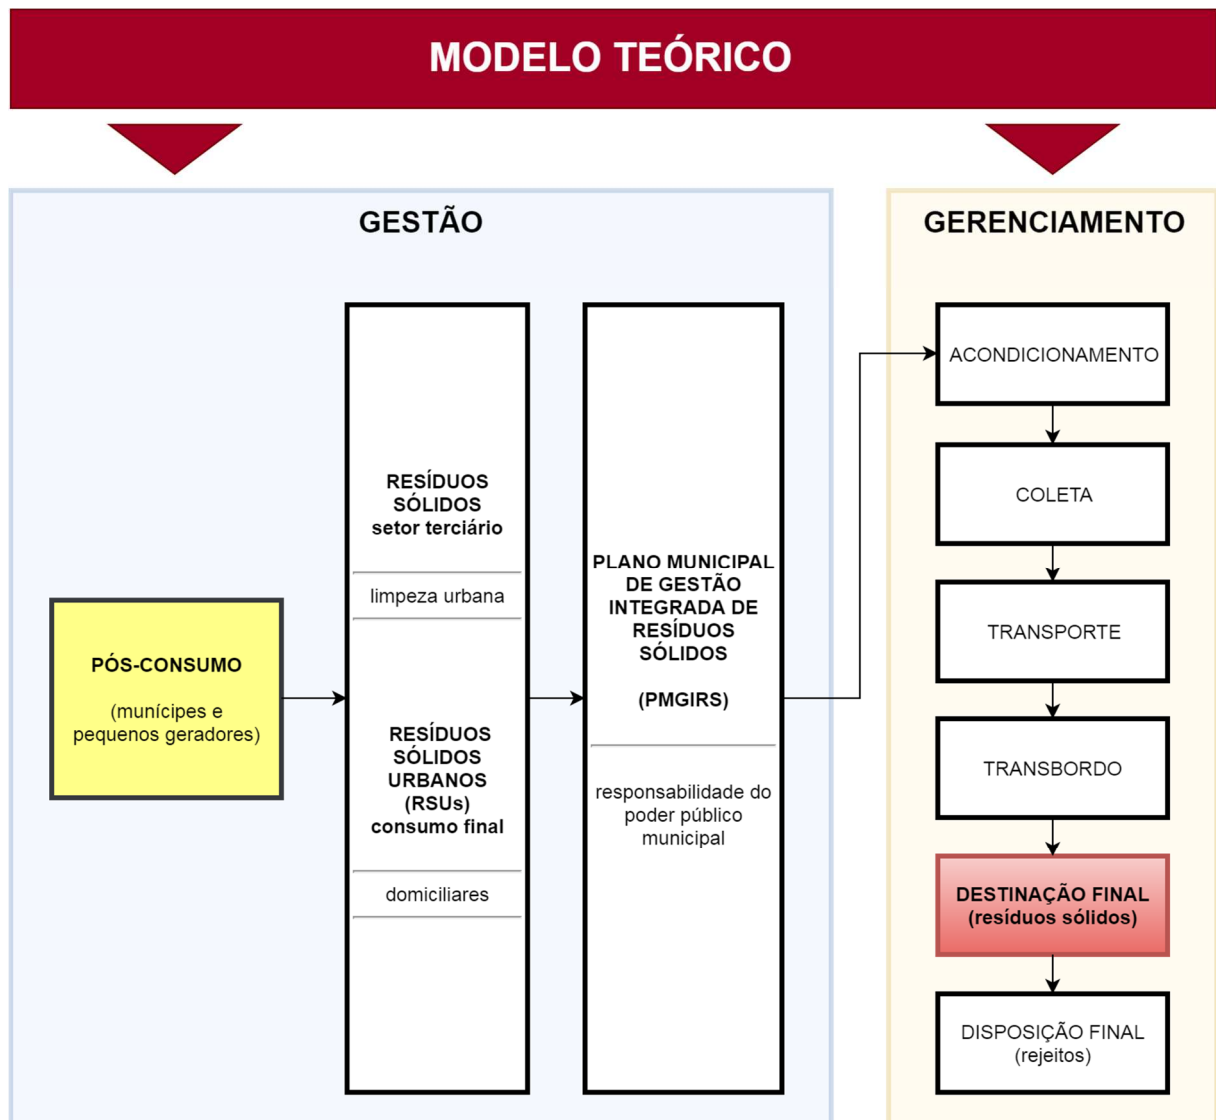 MODELO TEÓRICO
GESTÃO
PÓS-CONSUMO
(munícipes e
pequenos geradores)
RESÍDUOS
SÓLIDOS
setor terciário
limpeza urbana
RESÍDUOS
SÓLIDOS
URBANOS
(RSUs)
consumo final
domiciliares
PLANO MUNICIPAL
DE GESTÃO
INTEGRADA DE
RESÍDUOS
SÓLIDOS
(PMGIRS)
responsabilidade do
poder público
municipal
GERENCIAMENTO
ACONDICIONAMENTO
COLETA
TRANSPORTE
TRANSBORDO
DESTINAÇÃO FINAL
(resíduos sólidos)
DISPOSIÇÃO FINAL
(rejeitos)